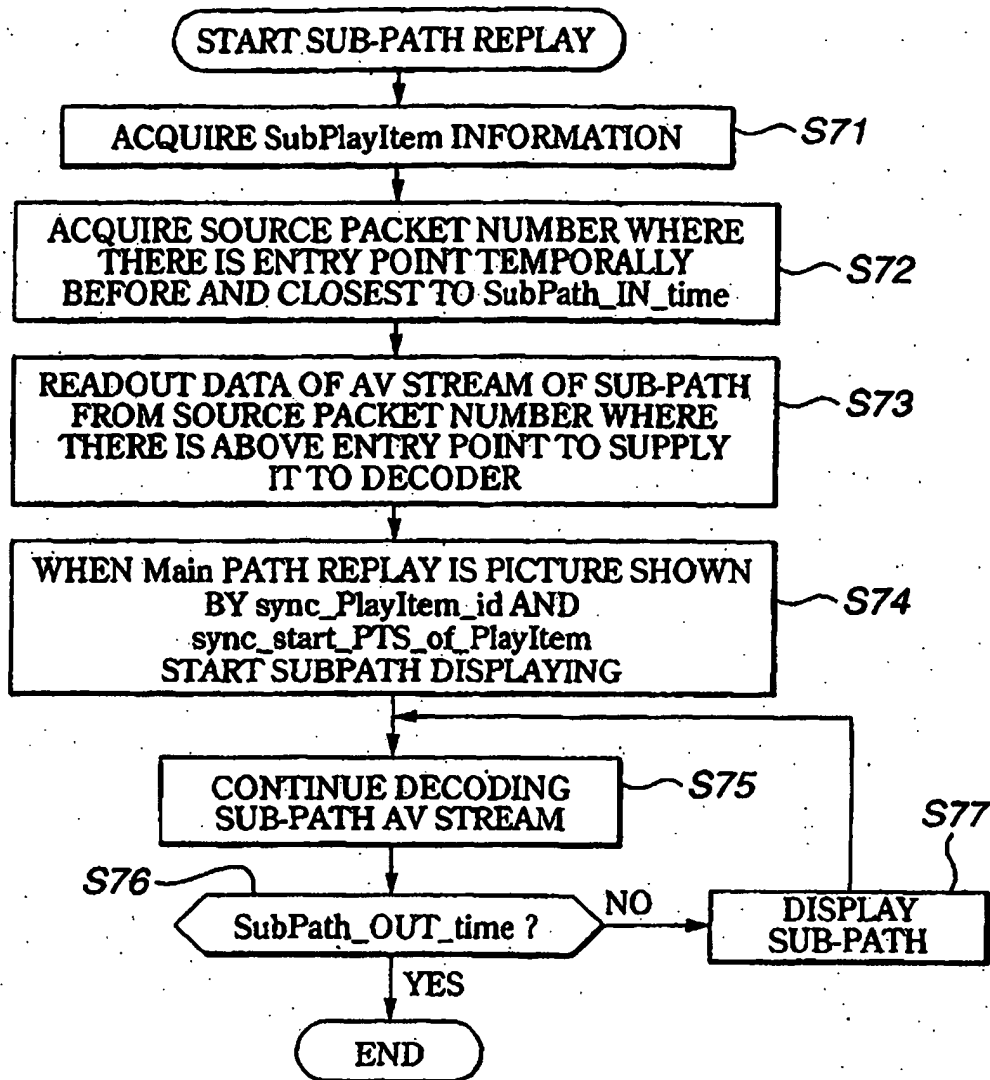 START SUB-PATH REPLAY
ACQUIRE SubPlayItem INFORMATION
S71
ACQUIRE SOURCE PACKET NUMBER WHERE
THERE IS ENTRY POINT TEMPORALLY
BEFORE AND CLOSEST TO SubPath_IN_time
S72
READOUT DATA OF AV STREAM OF SUB-PATH
FROM SOURCE PACKET NUMBER WHERE
THERE IS ABOVE ENTRY POINT TO SUPPLY
IT TO DECODER
S73
WHEN Main PATH REPLAY IS PICTURE SHOWN
BY sync_PlayItem_id AND
sync_start_PTS_of_PlayItem
START SUBPATH DISPLAYING
S74
CONTINUE DECODING
SUB-PATH AV STREAM
S75
S76
SubPath_OUT_time ?
NO
S77
DISPLAY
SUB-PATH
YES
END